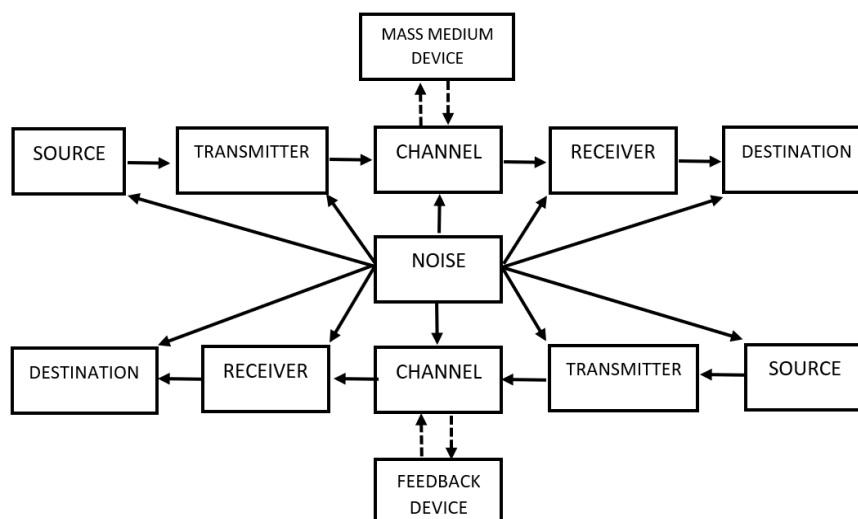 MASS MEDIUM
DEVICE
SOURCE
TRANSMITTER
CHANNEL
RECEIVER
DESTINATION
NOISE
DESTINATION
RECEIVER
CHANNEL
TRANSMITTER
SOURCE
FEEDBACK
DEVICE